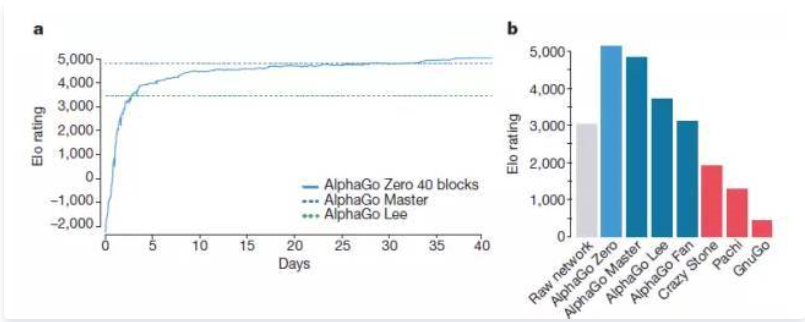 a
Elo rating
5,000
4,000
3,000
2,000
1,000
0
−1,000
−2,000
AlphaGo Zero 40 blocks
AlphaGo Master
AlphaGo Lee
0 5 10 15 20 25 30 35 40
Days
b
Elo rating
5,000
4,000
3,000
2,000
1,000
0
Raw network
AlphaGo Zero
AlphaGo Master
AlphaGo Lee
AlphaGo Fan
Crazy Stone
Pachi
GnuGo